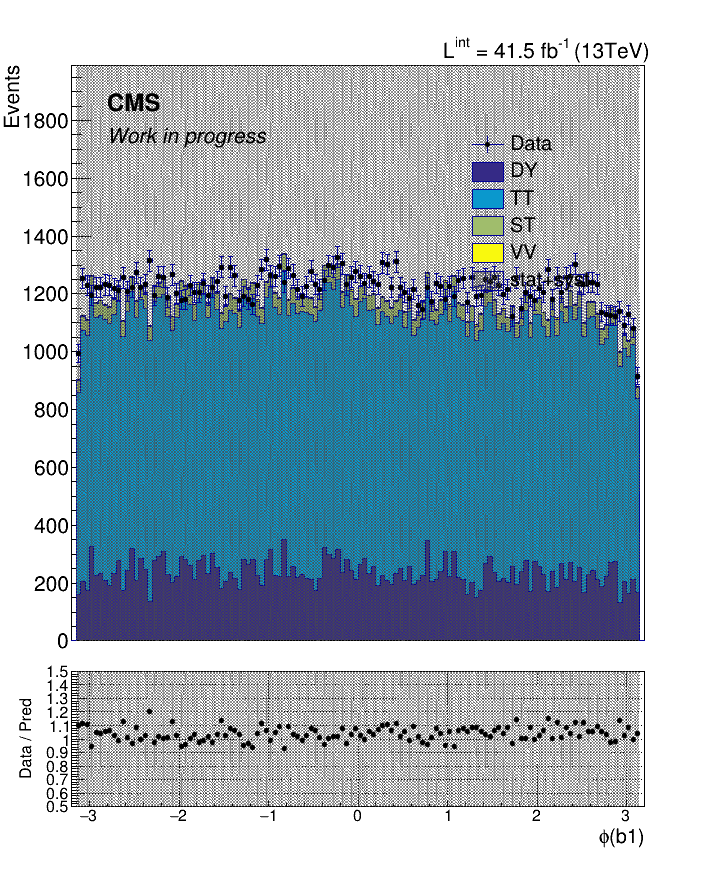 L^int = 41.5 fb^-1 (13TeV)
Events
CMS
Work in progress
Data
DY
TT
ST
VV
stat+syst
1800
1600
1400
1200
1000
800
600
400
200
0
Data / Pred
1.5
1.4
1.3
1.2
1.1
1
0.9
0.8
0.7
0.6
0.5
−3 −2 −1 0 1 2 3
ϕ(b1)